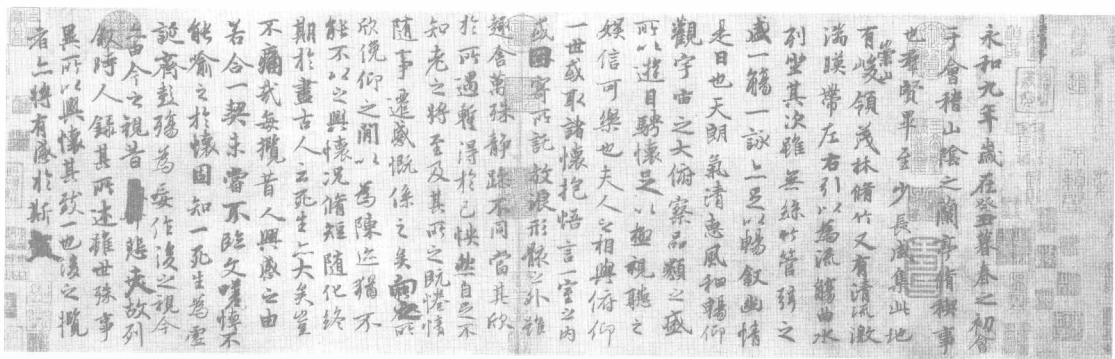 永和九年歲在癸丑暮春之初會
于會稽山陰之蘭亭脩禊事
也群賢畢至少長咸集此地
有崇山峻領茂林脩竹又有清流激
湍暎帶左右引以為流觴曲水
列坐其次雖無絲竹管弦之
盛一觴一詠亦足以暢敘幽情
是日也天朗氣清惠風和暢仰
觀宇宙之大俯察品類之盛
所以遊目騁懷足以極視聽之
娛信可樂也夫人之相與俯仰
一世或取諸懷抱悟言一室之內
或因寄所託放浪形骸之外雖
趣舍萬殊靜躁不同當其欣
於所遇暫得於己怏然自足不
知老之將至及其所之既惓情
隨事遷感慨係之矣向之所
欣俛仰之閒以為陳迹猶不
能不以之興懷況脩短隨化終
期於盡古人云死生亦大矣豈
不痛哉每攬昔人興感之由
若合一契未嘗不臨文嗟悼不
能喻之於懷固知一死生為虛
誕齊彭殤為妄作後之視今
亦由今之視昔悲夫故列
敘時人錄其所述雖世殊事
異所以興懷其致一也後之攬
者亦將有感於斯文